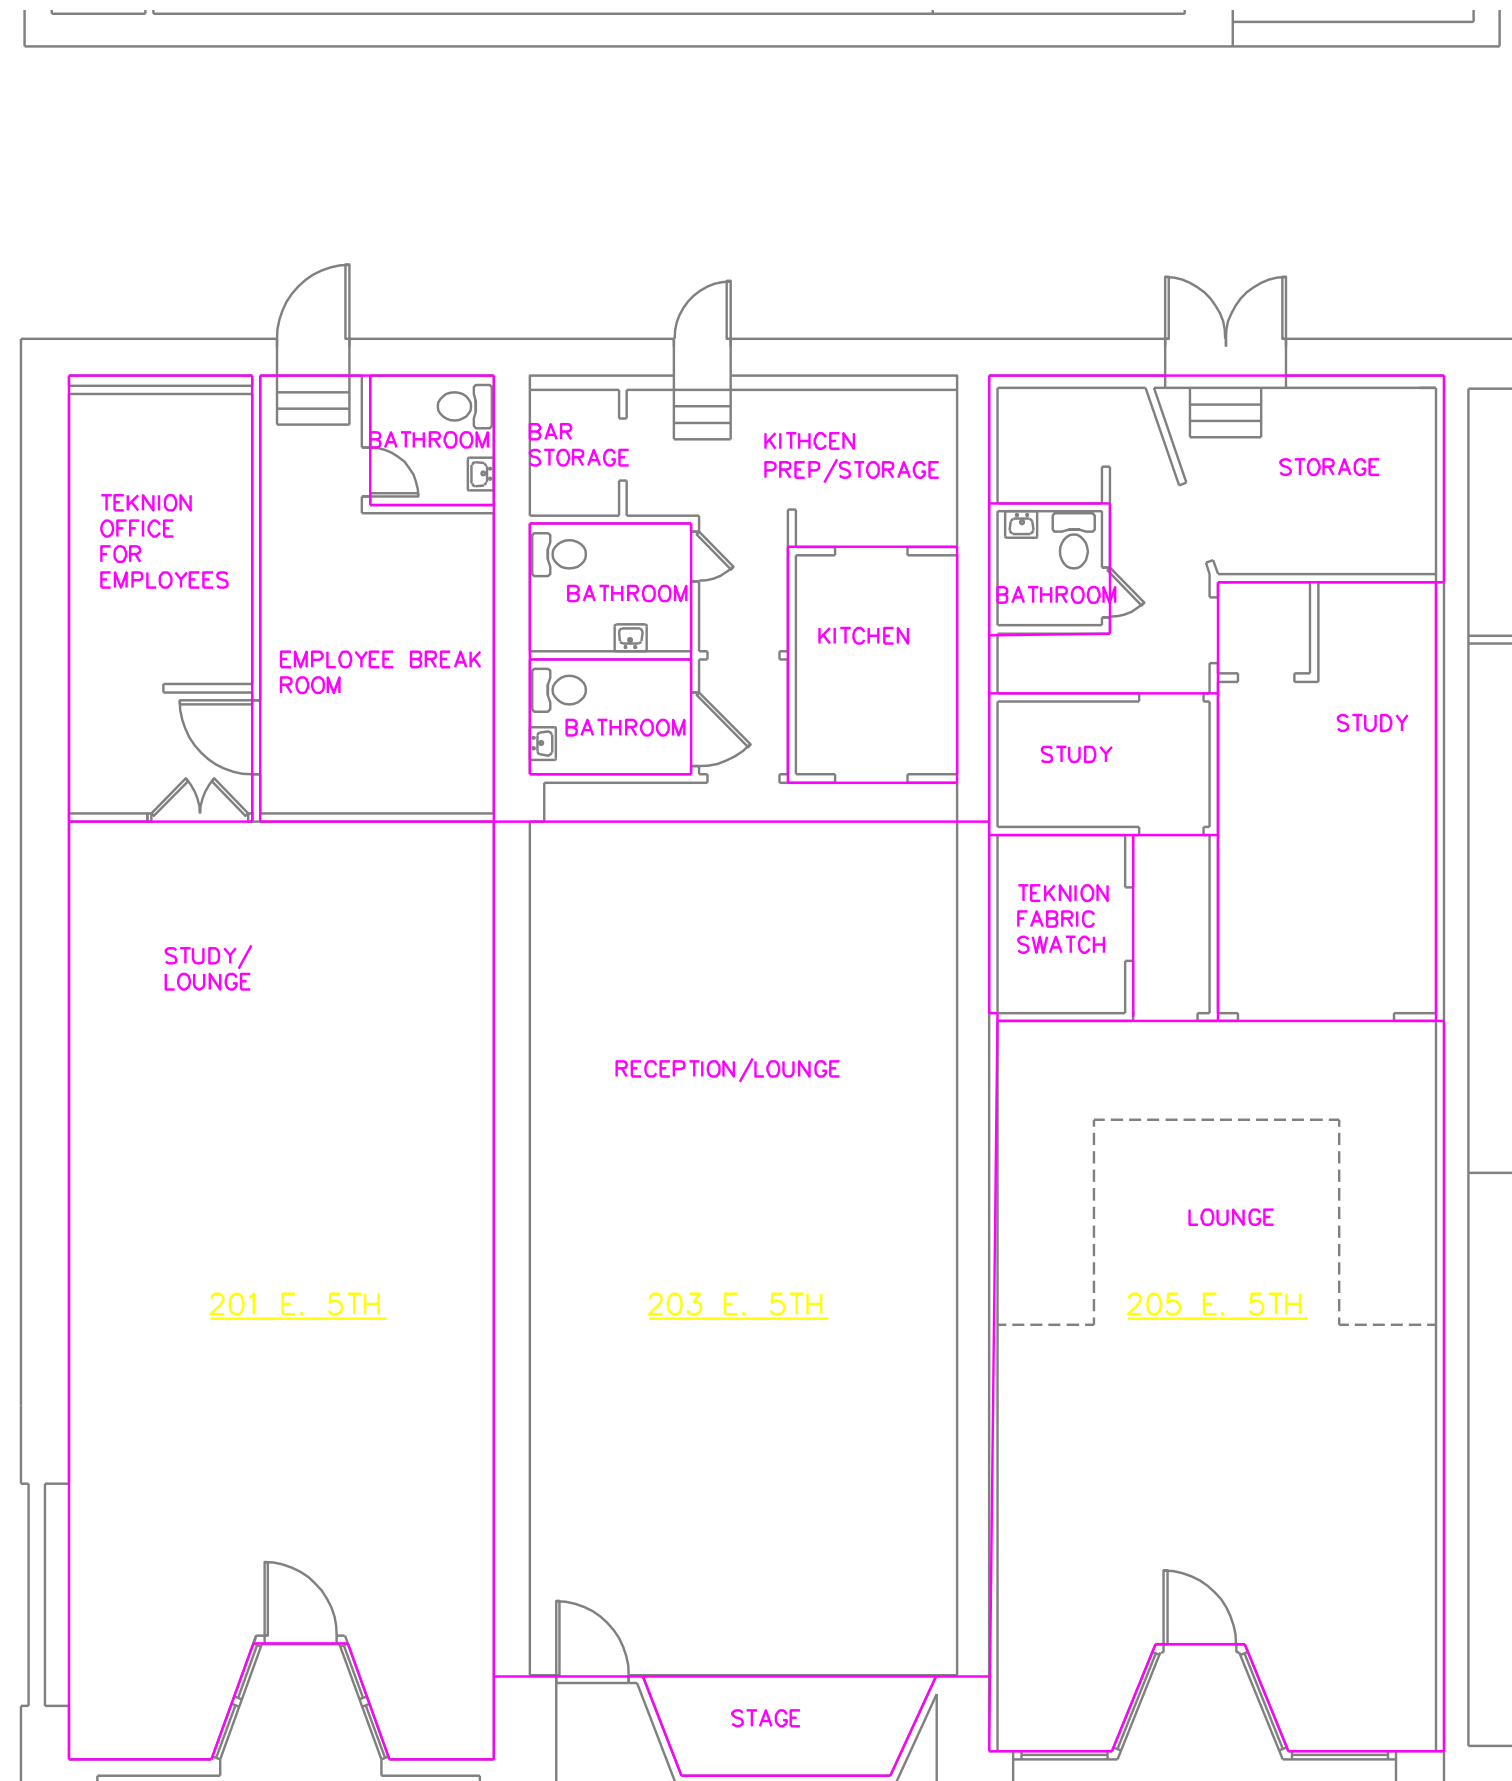 BATHROOM
TEKNION
OFFICE
FOR
EMPLOYEES
EMPLOYEE BREAK
ROOM
BAR
STORAGE
KITHCEN
PREP/STORAGE
BATHROOM
KITCHEN
BATHROOM
STORAGE
BATHROOM
STUDY
STUDY
TEKNION
FABRIC
SWATCH
STUDY/
LOUNGE
RECEPTION/LOUNGE
LOUNGE
201 E. 5TH
203 E. 5TH
205 E. 5TH
STAGE